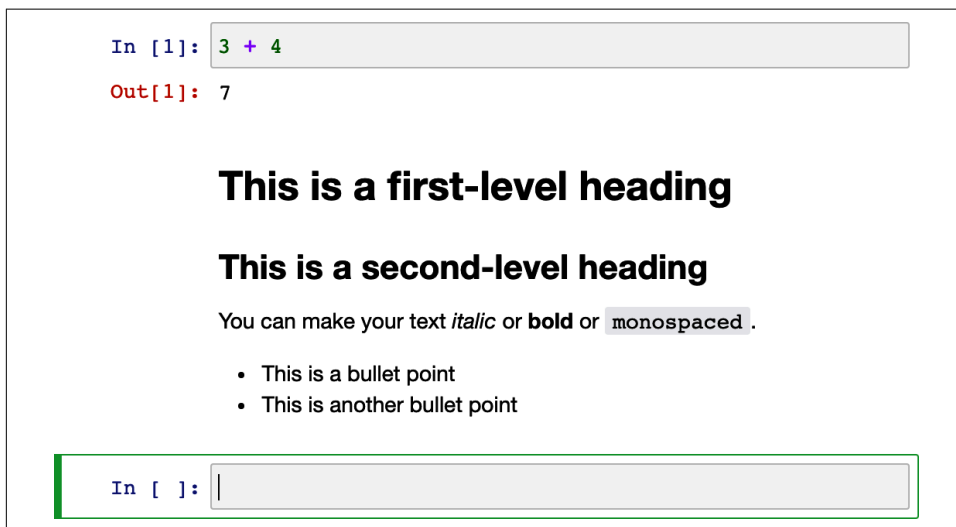 In [1]: 3 + 4
Out[1]: 7
This is a first-level heading
This is a second-level heading
You can make your text italic or bold or monospaced.
• This is a bullet point
• This is another bullet point
In [ ]: